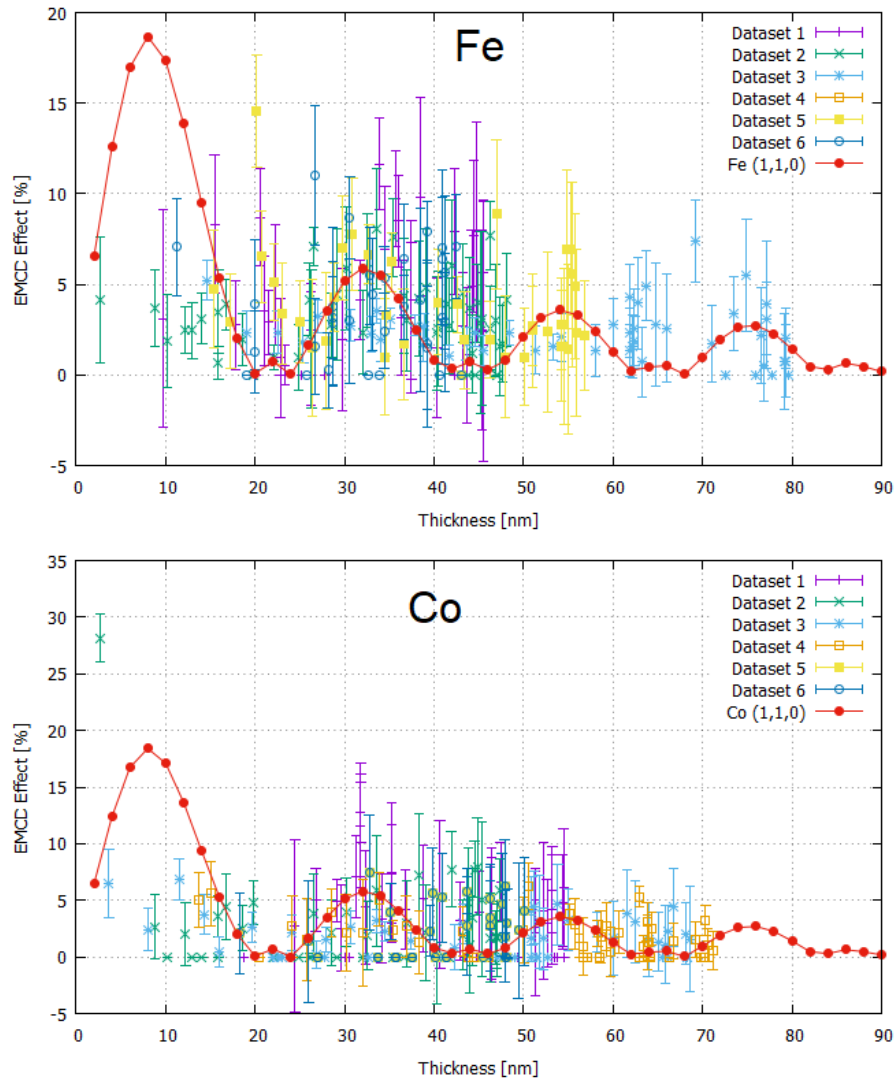 Fe
Dataset 1
Dataset 2
Dataset 3
Dataset 4
Dataset 5
Dataset 6
Fe (1,1,0)
EMCD Effect [%]
20
15
10
5
0
-5
0 10 20 30 40 50 60 70 80 90
Thickness [nm]
Co
Dataset 1
Dataset 2
Dataset 3
Dataset 4
Dataset 5
Dataset 6
Co (1,1,0)
EMCD Effect [%]
35
30
25
20
15
10
5
0
-5
0 10 20 30 40 50 60 70 80 90
Thickness [nm]